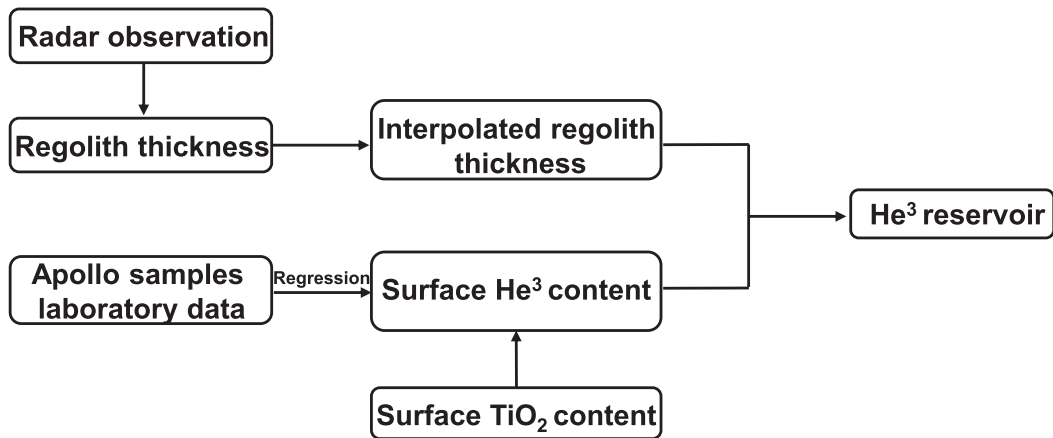 Radar observation
Regolith thickness
Interpolated regolith
thickness
He³ reservoir
Apollo samples
laboratory data
Regression
Surface He³ content
Surface TiO₂ content